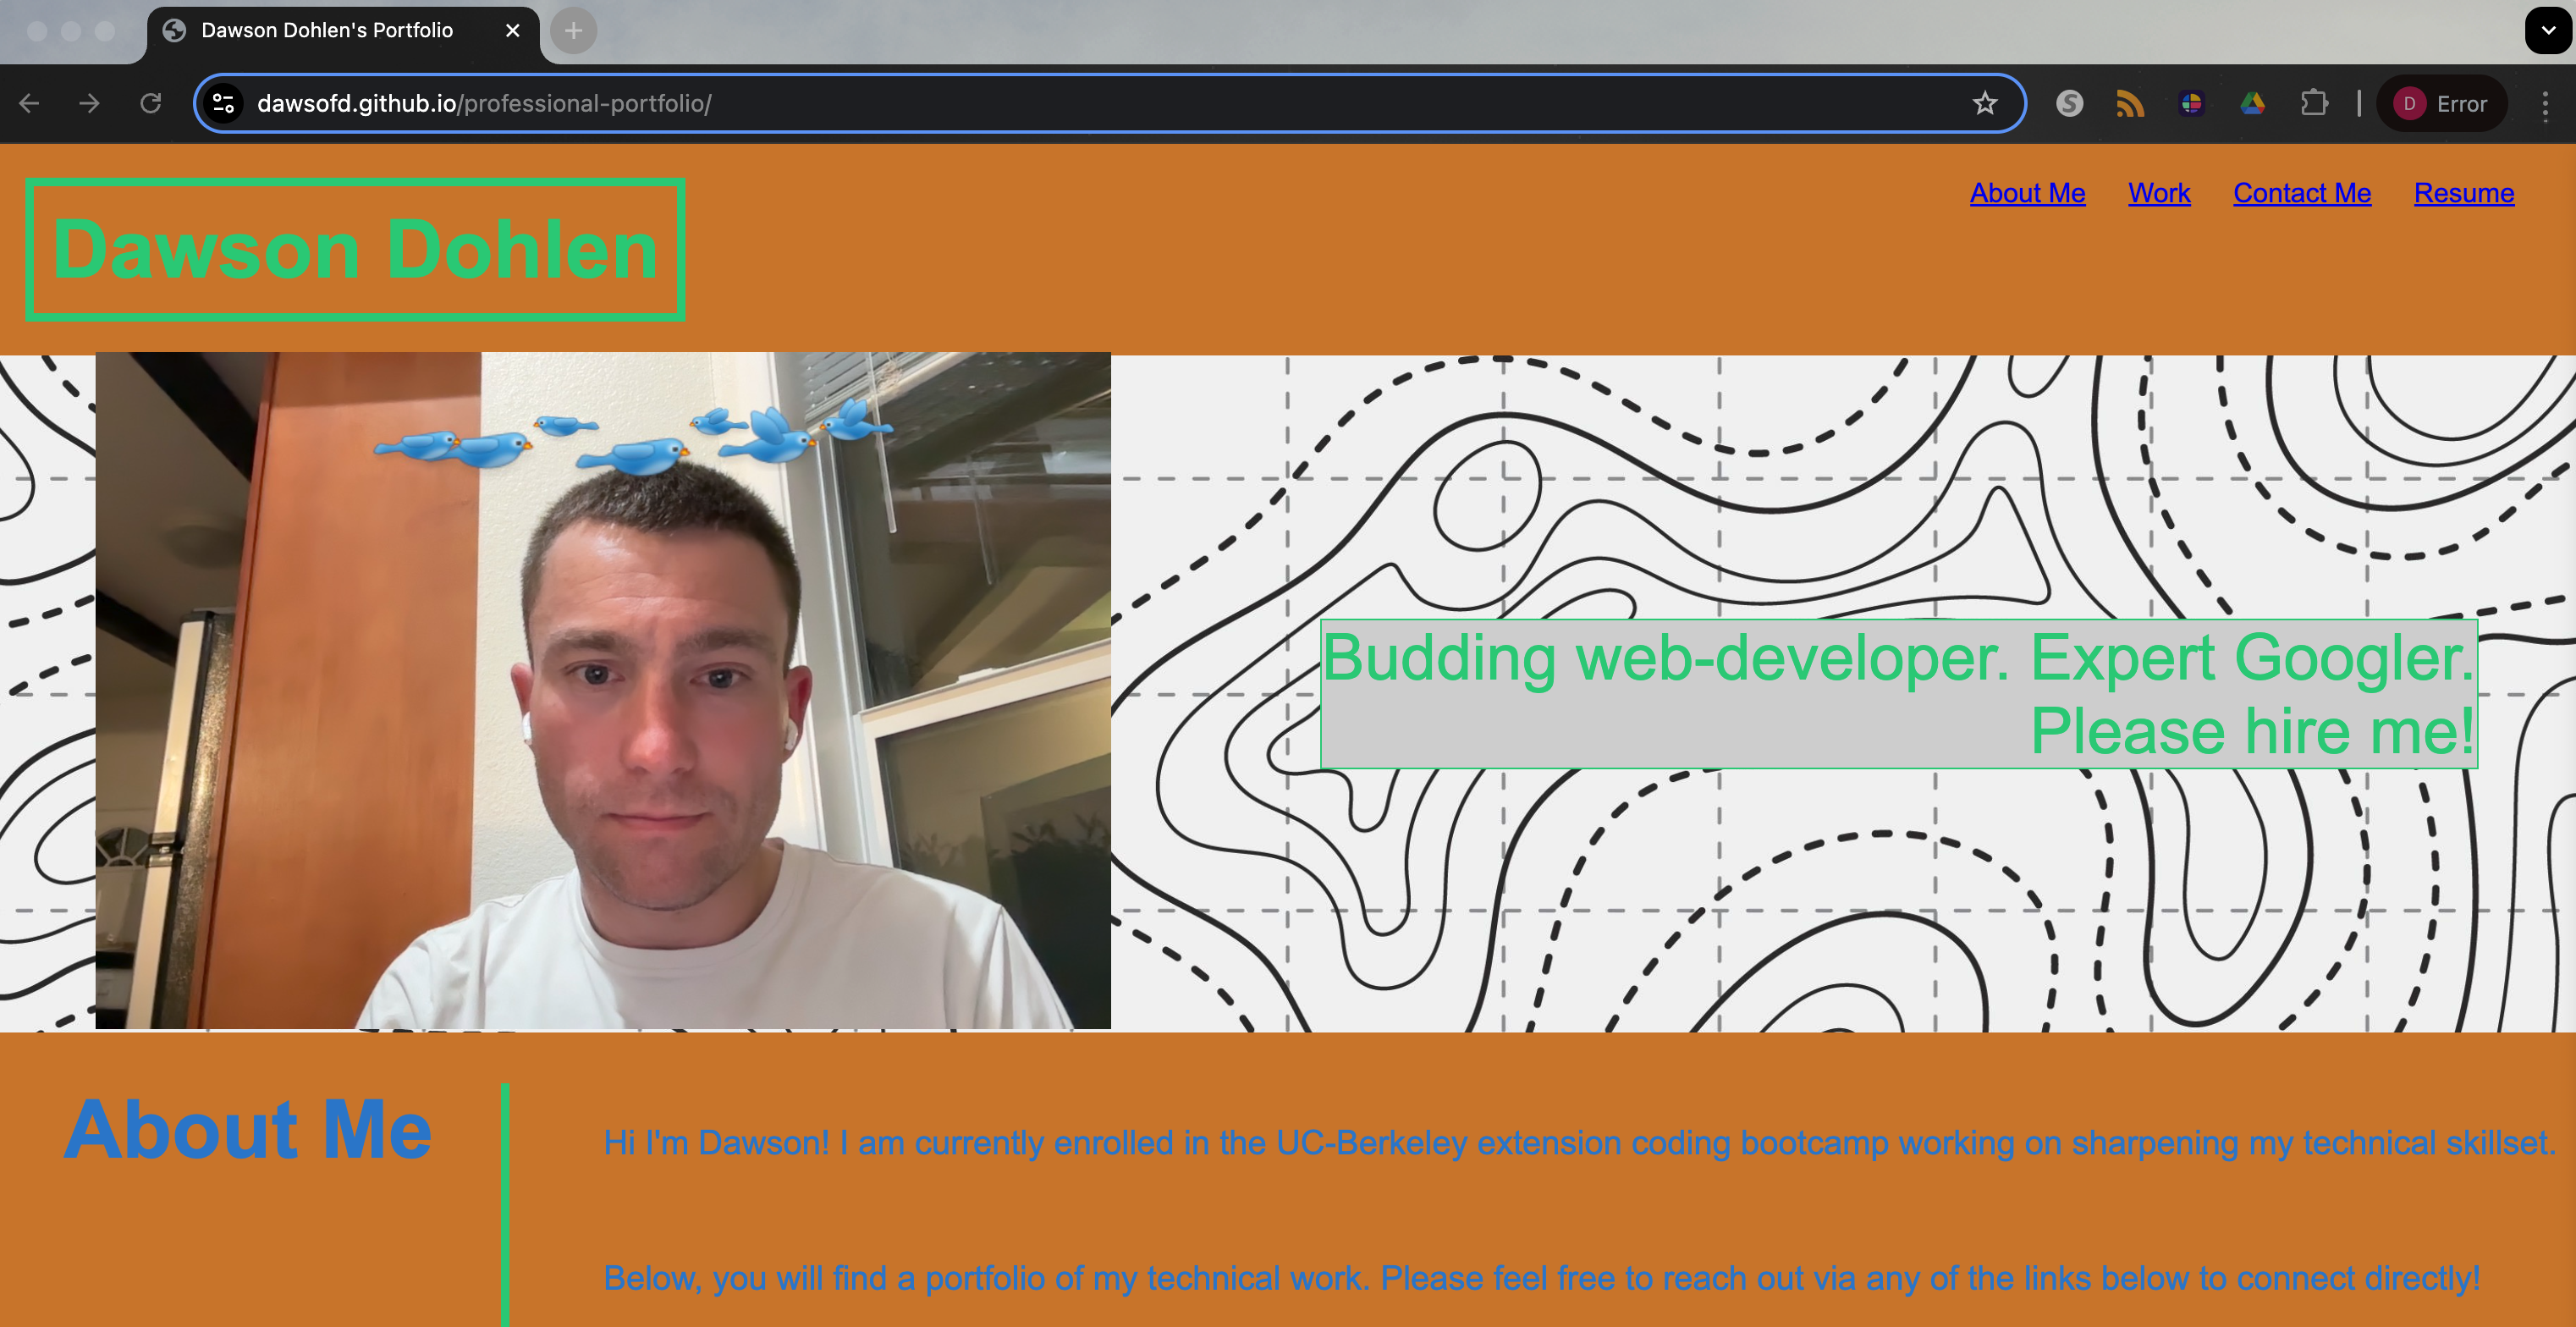 Dawson Dohlen's Portfolio
dawsofd.github.io/professional-portfolio/
D Error
Dawson Dohlen
About Me Work Contact Me Resume
Budding web-developer. Expert Googler.
Please hire me!
About Me
Hi I'm Dawson! I am currently enrolled in the UC-Berkeley extension coding bootcamp working on sharpening my technical skillset.
Below, you will find a portfolio of my technical work. Please feel free to reach out via any of the links below to connect directly!